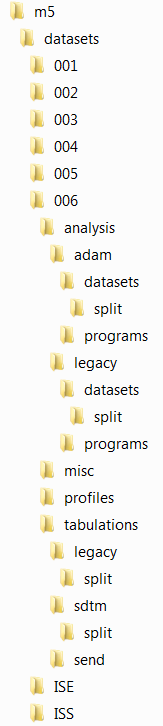 m5
datasets
001
002
003
004
005
006
analysis
adam
datasets
split
programs
legacy
datasets
split
programs
misc
profiles
tabulations
legacy
split
sdtm
split
send
ISE
ISS